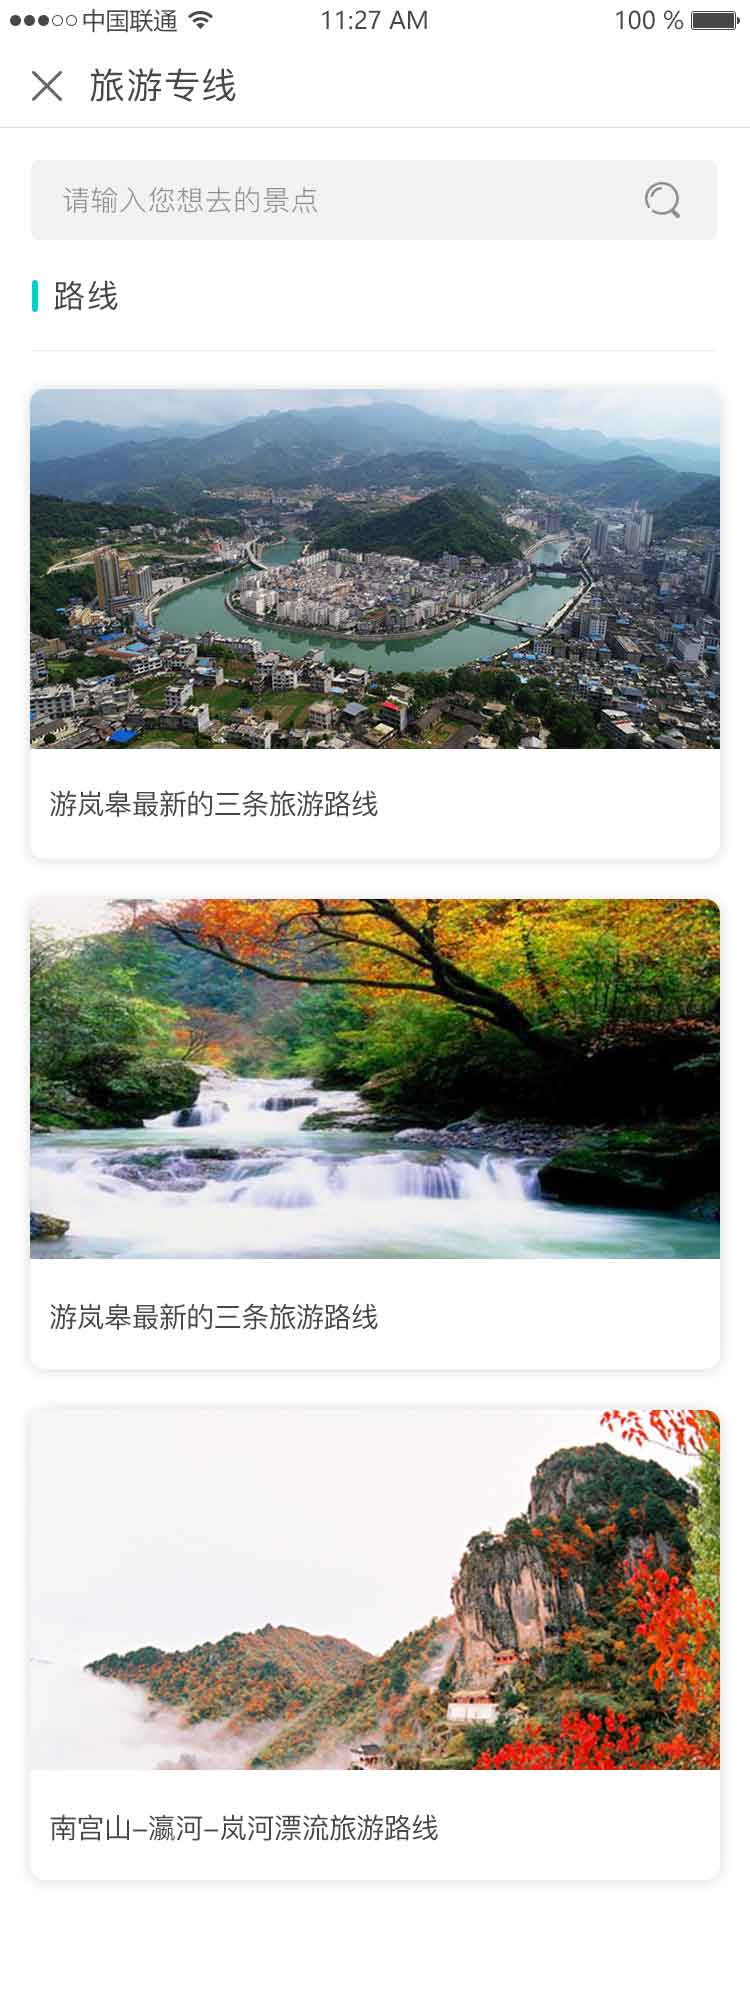 中国联通 11:27 AM 100 %
旅游专线
请输入您想去的景点
路线
游岚皋最新的三条旅游路线
游岚皋最新的三条旅游路线
南宫山–瀛河–岚河漂流旅游路线